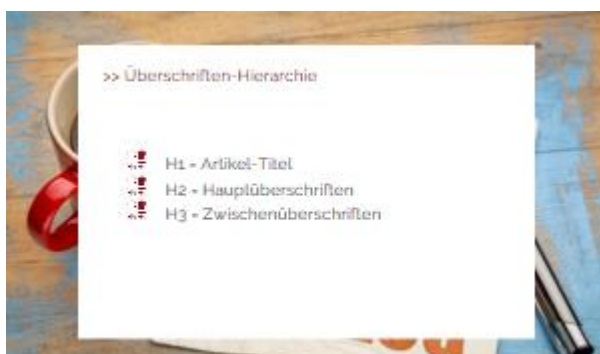 >> Überschriften-Hierarchie
H1 - Artikel-Titel
H2 - Hauptüberschriften
H3 - Zwischenüberschriften